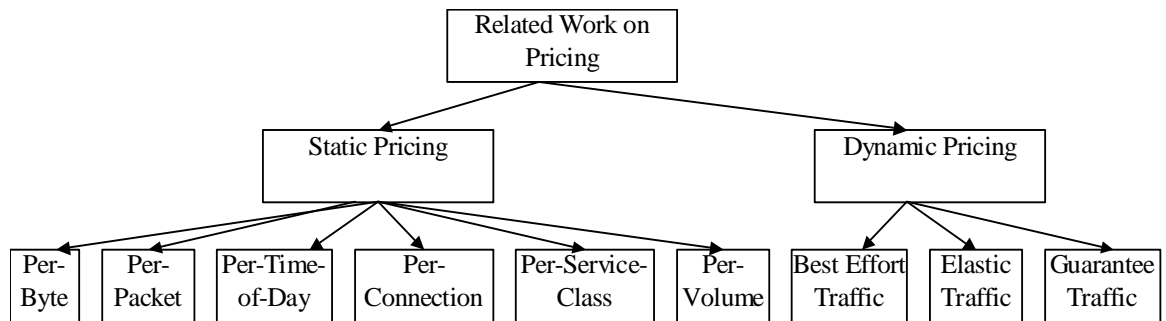 Related Work on
Pricing
Static Pricing
Dynamic Pricing
Per-
Byte
Per-
Packet
Per-Time-
of-Day
Per-
Connection
Per-Service-
Class
Per-
Volume
Best Effort
Traffic
Elastic
Traffic
Guarantee
Traffic